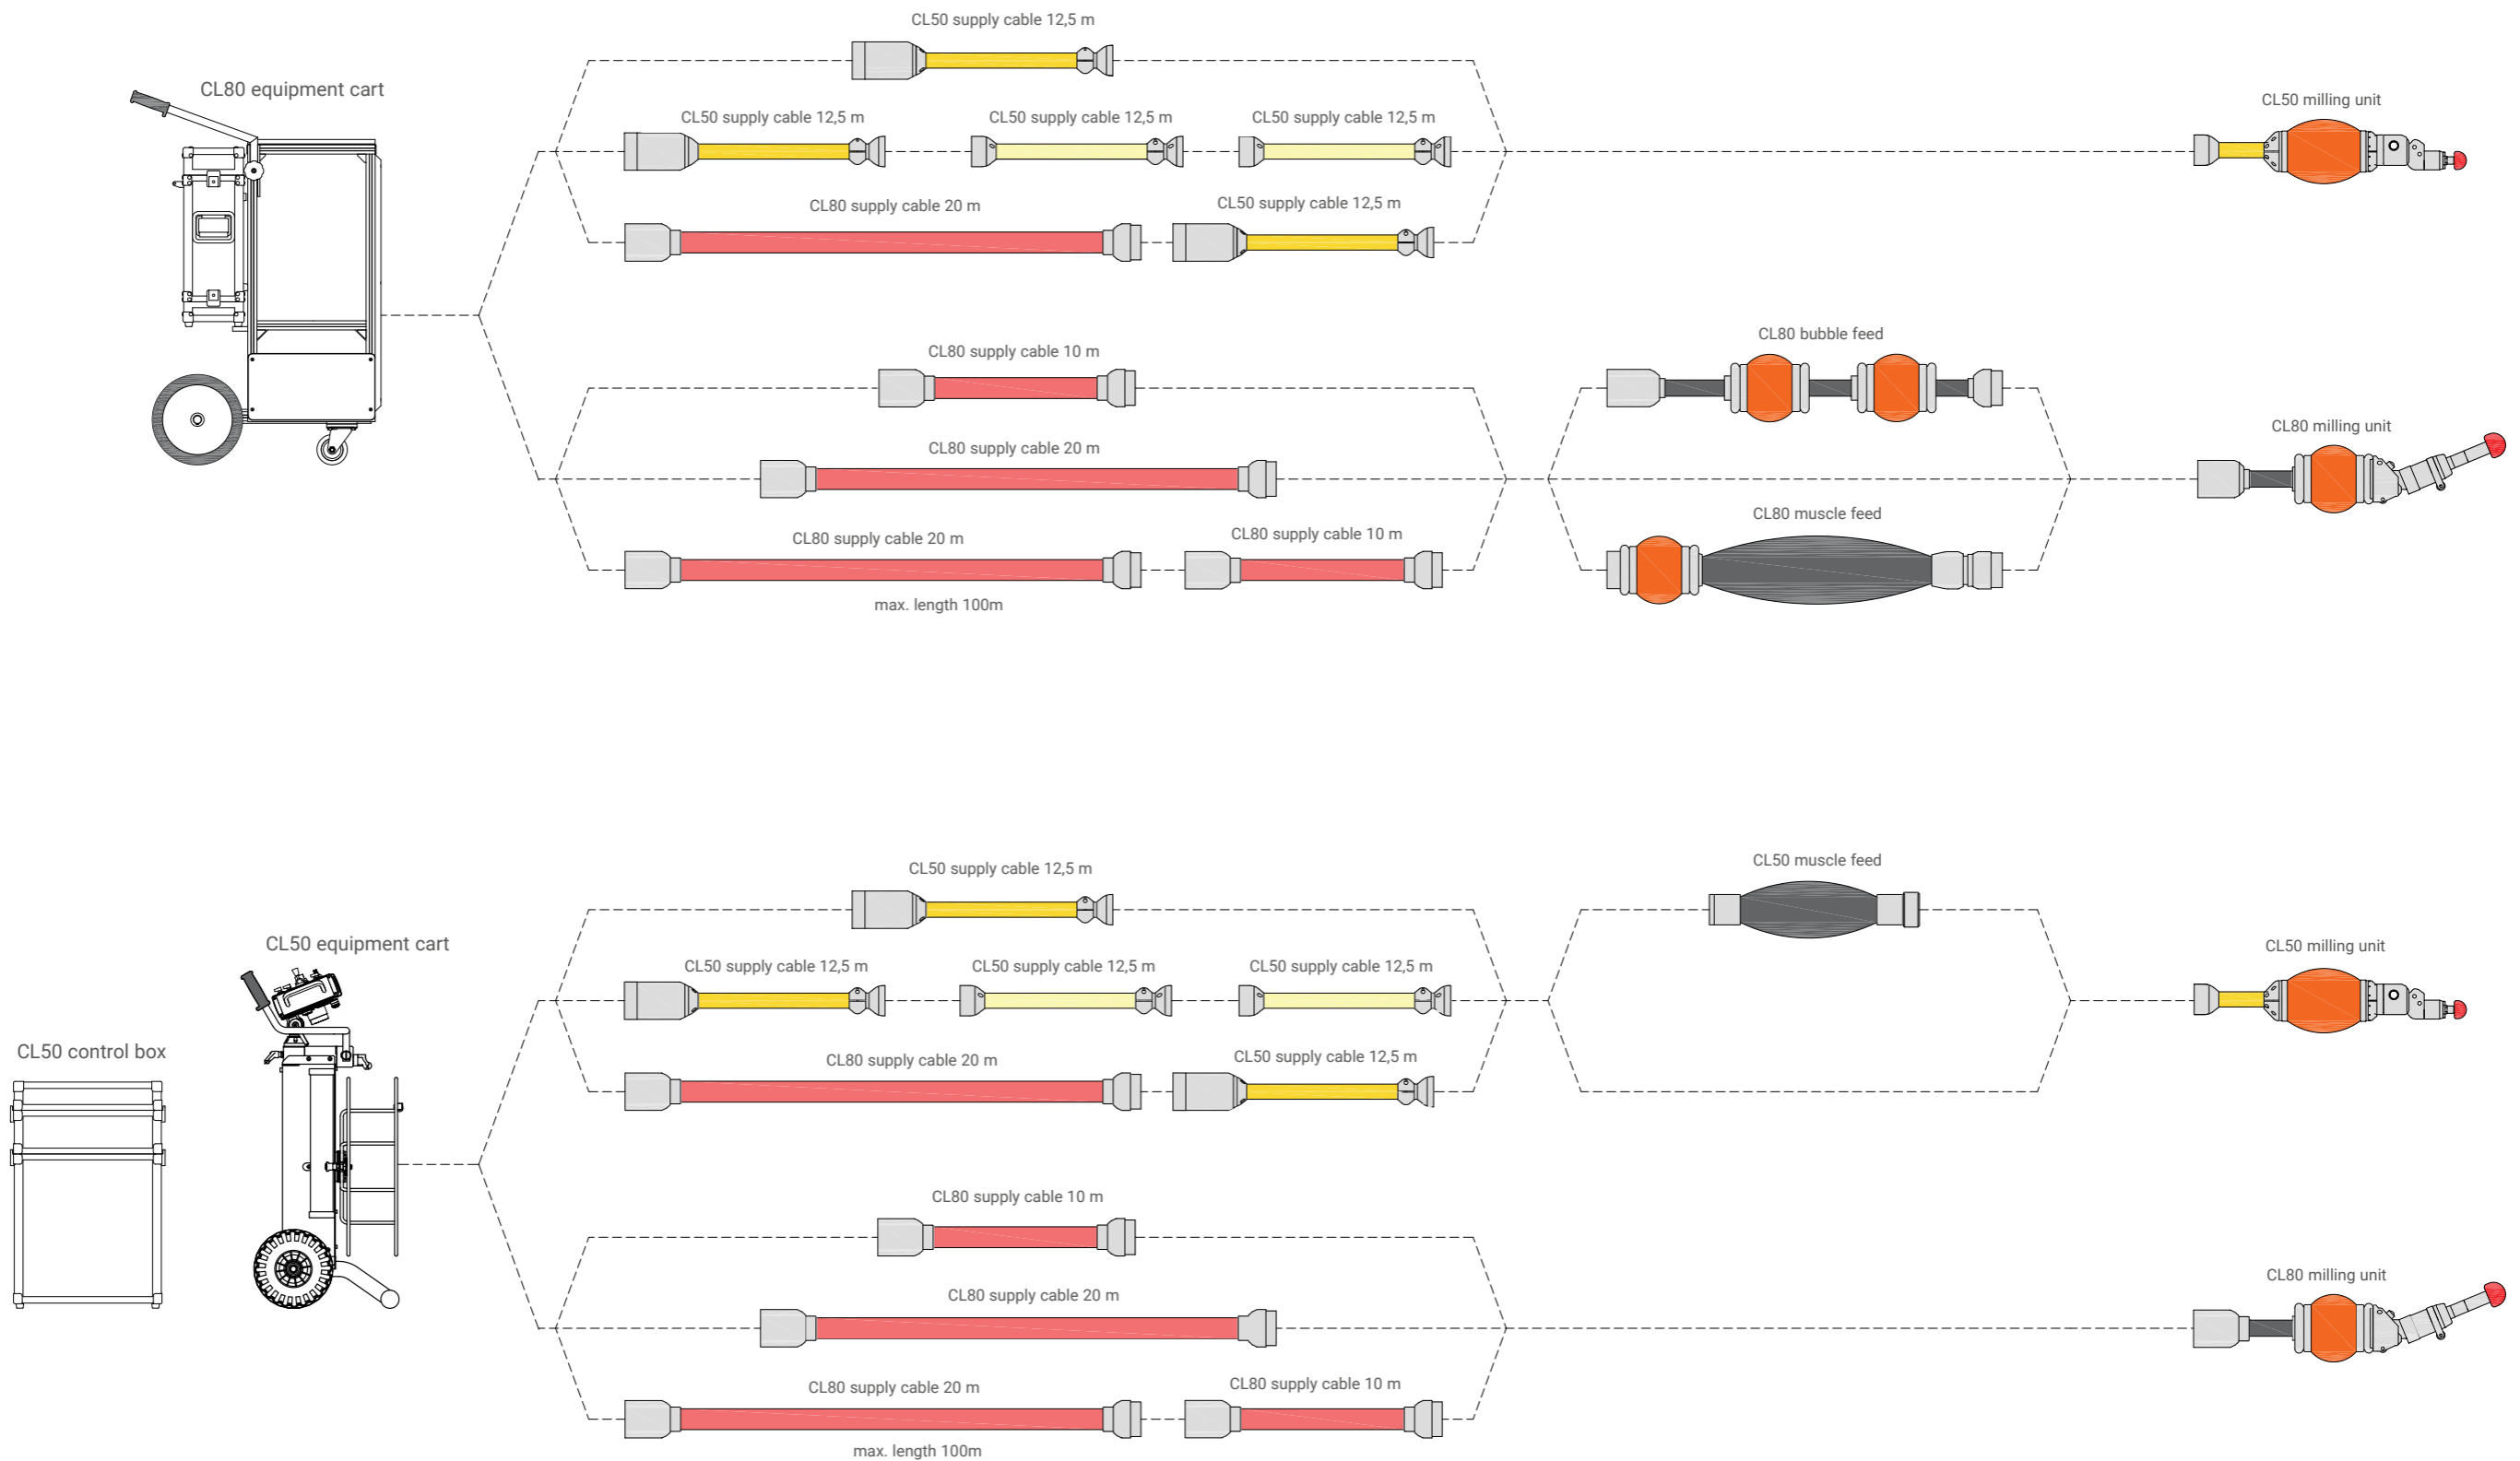 CL50 supply cable 12,5 m
CL80 equipment cart
CL50 milling unit
CL50 supply cable 12,5 m
CL50 supply cable 12,5 m
CL50 supply cable 12,5 m
CL80 supply cable 20 m
CL50 supply cable 12,5 m
CL80 bubble feed
CL80 supply cable 10 m
CL80 milling unit
CL80 supply cable 20 m
CL80 muscle feed
CL80 supply cable 20 m
CL80 supply cable 10 m
max. length 100m
CL50 supply cable 12,5 m
CL50 muscle feed
CL50 equipment cart
CL50 milling unit
CL50 supply cable 12,5 m
CL50 supply cable 12,5 m
CL50 supply cable 12,5 m
CL50 control box
CL80 supply cable 20 m
CL50 supply cable 12,5 m
CL80 supply cable 10 m
CL80 milling unit
CL80 supply cable 20 m
CL80 supply cable 20 m
CL80 supply cable 10 m
max. length 100m